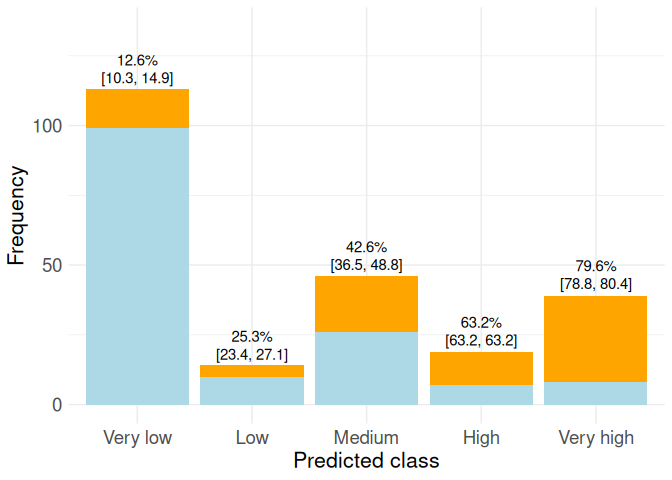 12.6%
[10.3, 14.9]
25.3%
[23.4, 27.1]
42.6%
[36.5, 48.8]
63.2%
[63.2, 63.2]
79.6%
[78.8, 80.4]
Frequency
100
50
0
Very low
Low
Medium
High
Very high
Predicted class